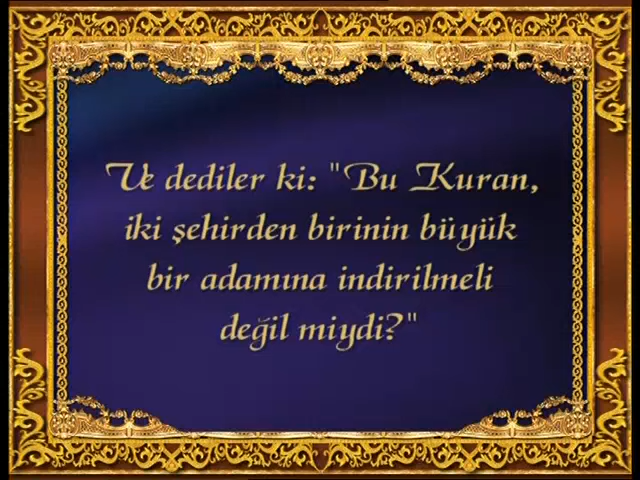 Ve dediler ki: "Bu Kuran,
iki şehirden birinin büyük
bir adamına indirilmeli
değil miydi?"